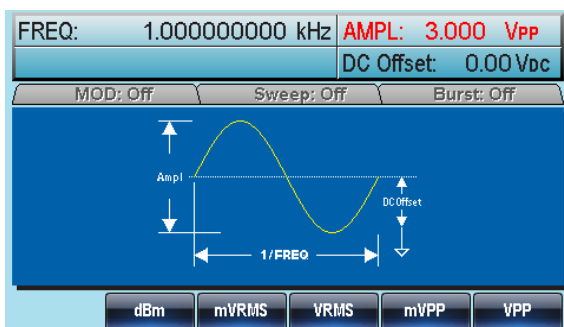 FREQ: 1.000000000 kHz AMPL: 3.000 VPP
DC Offset: 0.00 VDC
MOD: Off Sweep: Off Burst: Off
Ampl
DC Offset
1/FREQ
dBm mVRMS VRMS mVPP VPP